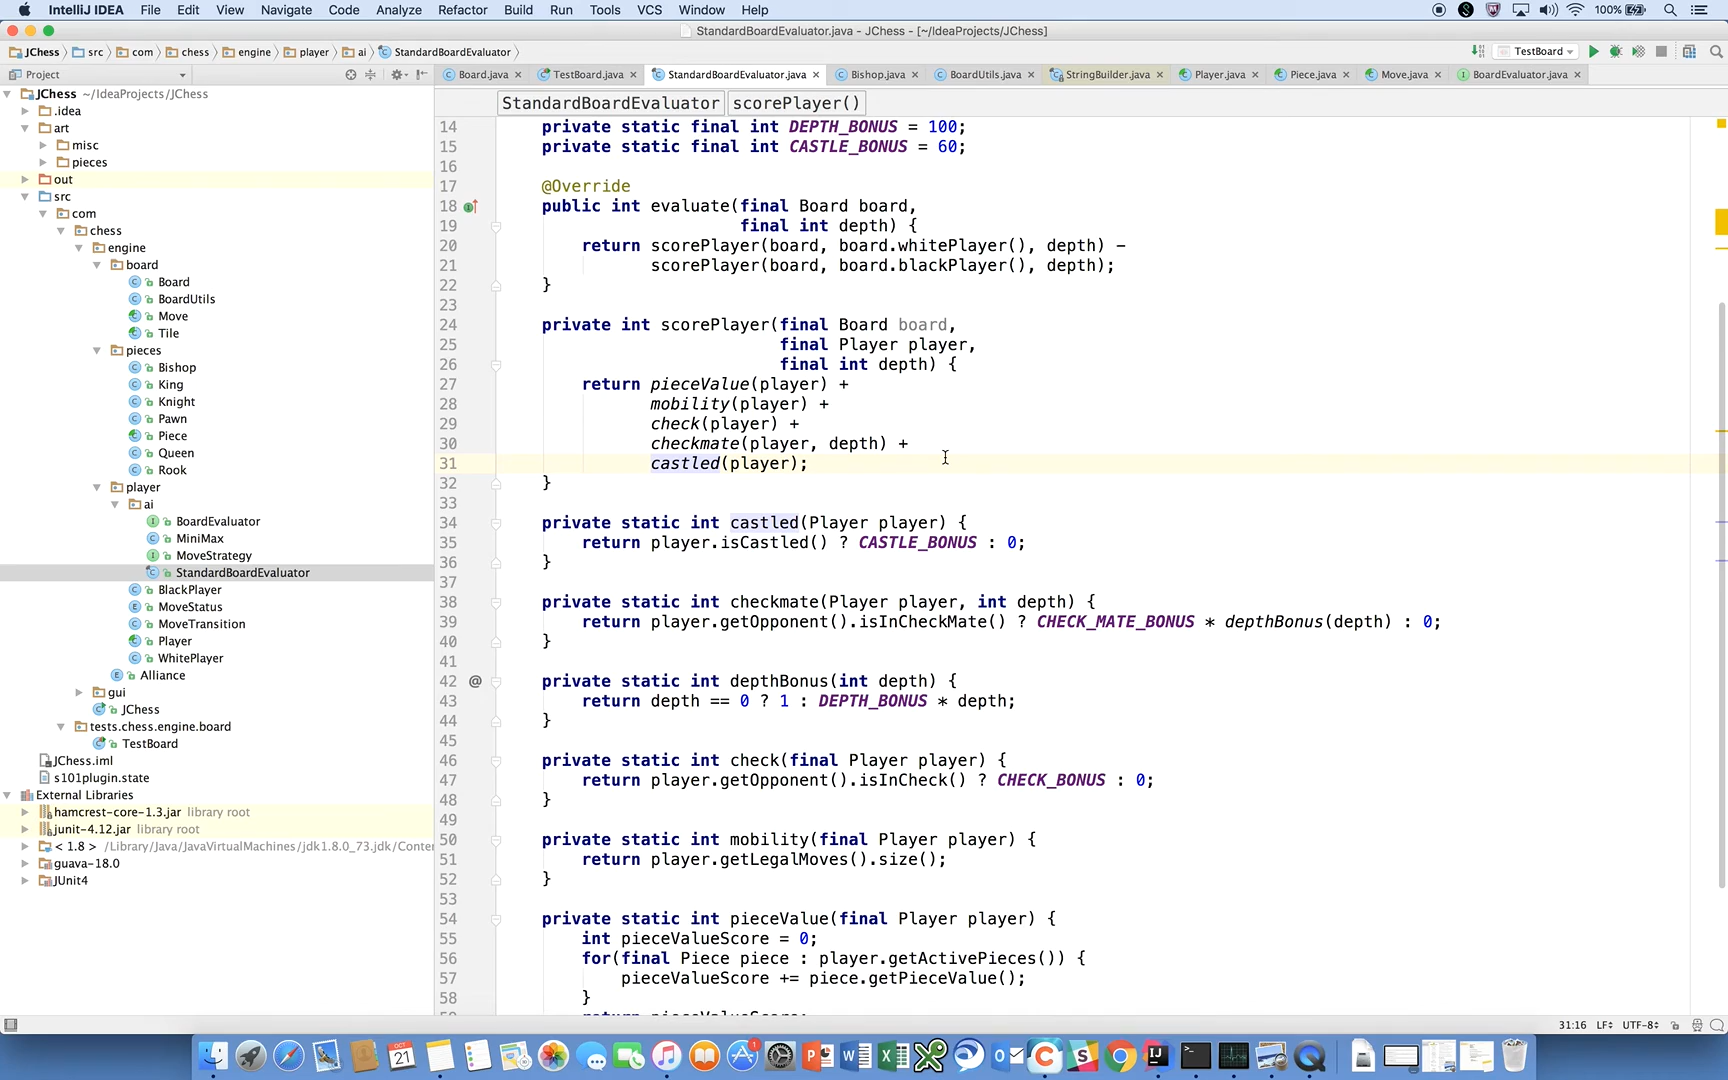 IntelliJ IDEA File Edit View Navigate Code Analyze Refactor Build Run Tools VCS Window Help 100%
StandardBoardEvaluator.java - JChess - [~/IdeaProjects/JChess]
JChess src com chess engine player ai StandardBoardEvaluator TestBoard
Project Board.java TestBoard.java StandardBoardEvaluator.java Bishop.java BoardUtils.java StringBuilder.java Player.java Piece.java Move.java BoardEvaluator.java
JChess ~/IdeaProjects/JChess
.idea
art
misc
pieces
out
src
com
chess
engine
board
Board
BoardUtils
Move
Tile
pieces
Bishop
King
Knight
Pawn
Piece
Queen
Rook
player
ai
BoardEvaluator
MiniMax
MoveStrategy
StandardBoardEvaluator
BlackPlayer
MoveStatus
MoveTransition
Player
WhitePlayer
Alliance
gui
JChess
tests.chess.engine.board
TestBoard
JChess.iml
s101plugin.state
External Libraries
hamcrest-core-1.3.jar library root
junit-4.12.jar library root
< 1.8 > /Library/Java/JavaVirtualMachines/jdk1.8.0_73.jdk/Conte
guava-18.0
JUnit4
StandardBoardEvaluator scorePlayer()
14 private static final int DEPTH_BONUS = 100;
15 private static final int CASTLE_BONUS = 60;
16
17 @Override
18 public int evaluate(final Board board,
19 final int depth) {
20 return scorePlayer(board, board.whitePlayer(), depth) -
21 scorePlayer(board, board.blackPlayer(), depth);
22 }
23
24 private int scorePlayer(final Board board,
25 final Player player,
26 final int depth) {
27 return pieceValue(player) +
28 mobility(player) +
29 check(player) +
30 checkmate(player, depth) +
31 castled(player);
32 }
33
34 private static int castled(Player player) {
35 return player.isCastled() ? CASTLE_BONUS : 0;
36 }
37
38 private static int checkmate(Player player, int depth) {
39 return player.getOpponent().isInCheckMate() ? CHECK_MATE_BONUS * depthBonus(depth) : 0;
40 }
41
42 @ private static int depthBonus(int depth) {
43 return depth == 0 ? 1 : DEPTH_BONUS * depth;
44 }
45
46 private static int check(final Player player) {
47 return player.getOpponent().isInCheck() ? CHECK_BONUS : 0;
48 }
49
50 private static int mobility(final Player player) {
51 return player.getLegalMoves().size();
52 }
53
54 private static int pieceValue(final Player player) {
55 int pieceValueScore = 0;
56 for(final Piece piece : player.getActivePieces()) {
57 pieceValueScore += piece.getPieceValue();
58 }
31:16 LF UTF-8
OCT
21